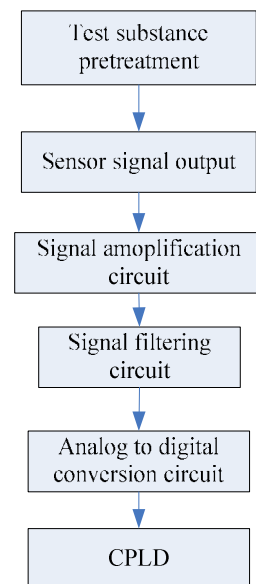 Test substance
pretreatment
Sensor signal output
Signal amoplification
circuit
Signal filtering
circuit
Analog to digital
conversion circuit
CPLD